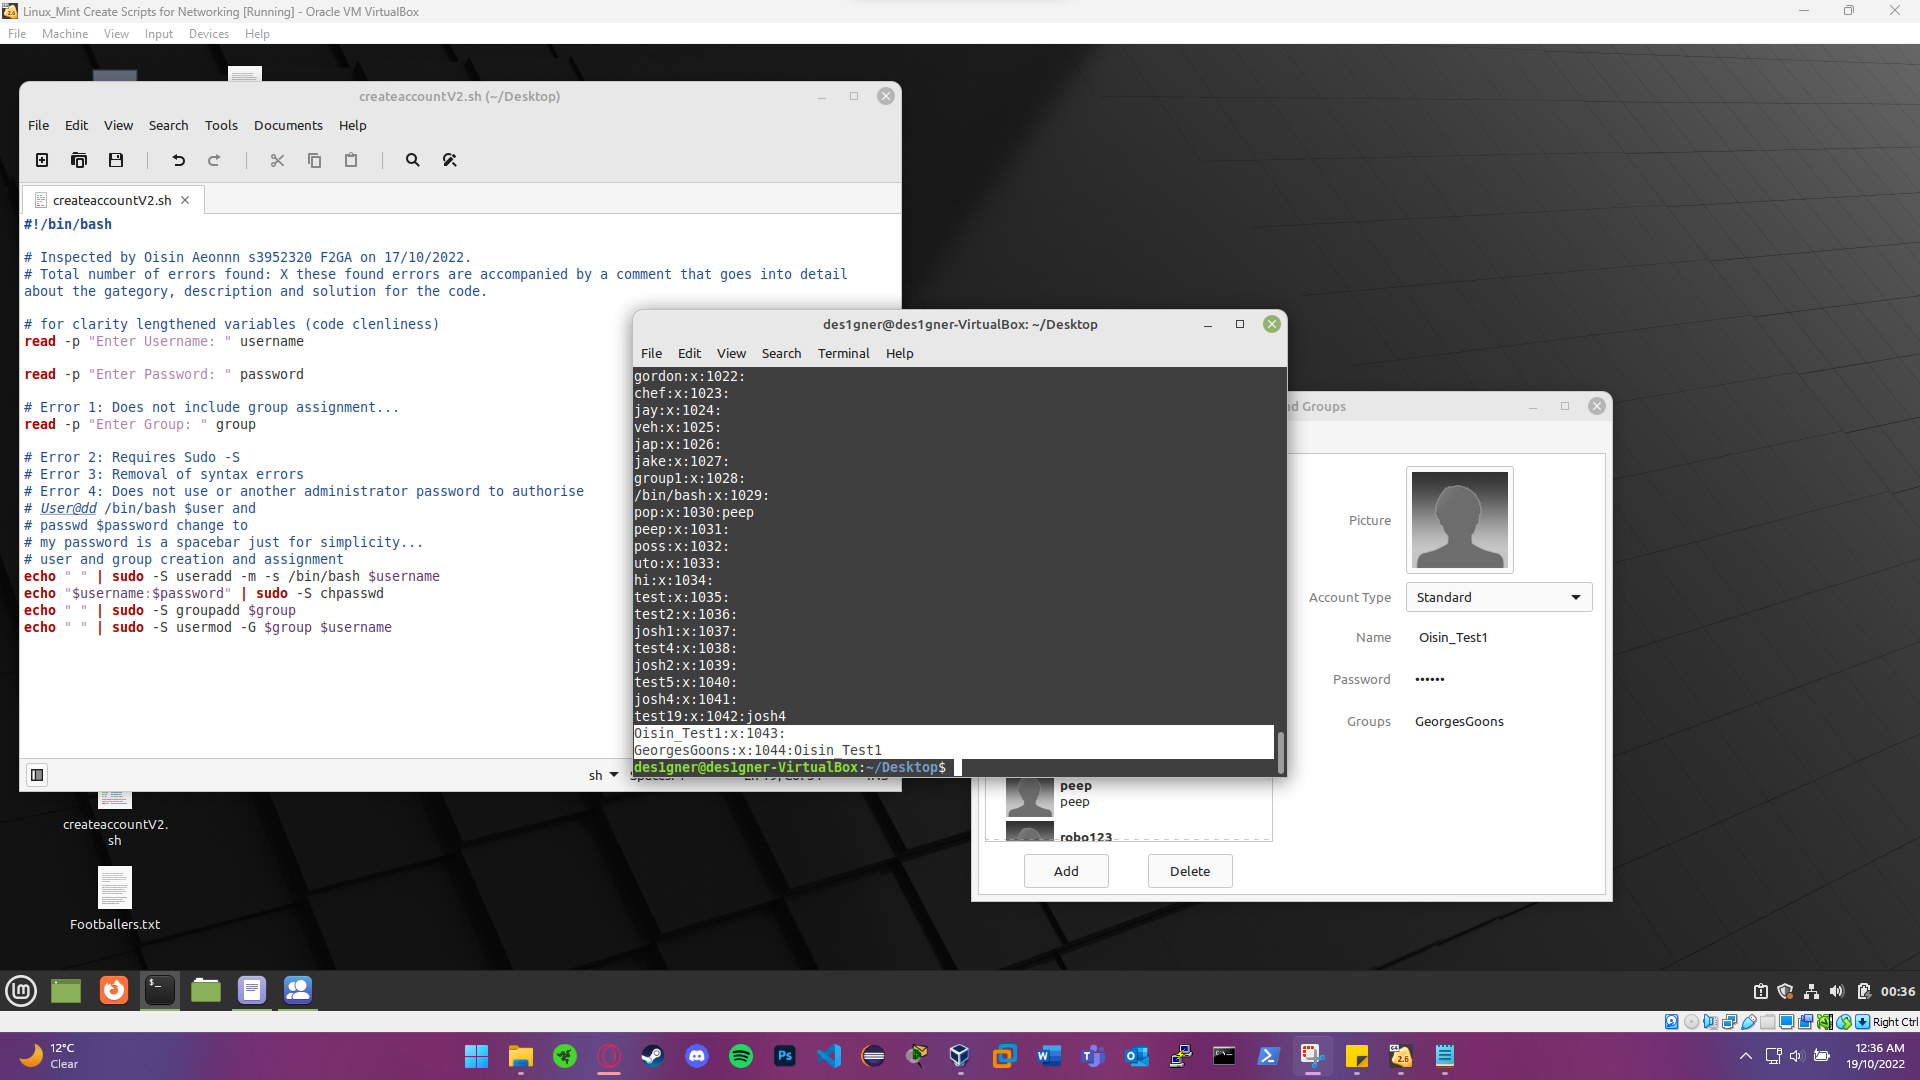 Linux_Mint Create Scripts for Networking [Running] - Oracle VM VirtualBox
File Machine View Input Devices Help
createaccountV2.sh (~/Desktop)
File Edit View Search Tools Documents Help
createaccountV2.sh
#!/bin/bash
# Inspected by Oisin Aeonnn s3952320 F2GA on 17/10/2022.
# Total number of errors found: X these found errors are accompanied by a comment that goes into detail
about the gategory, description and solution for the code.
# for clarity lengthened variables (code clenliness)
read -p "Enter Username: " username
read -p "Enter Password: " password
# Error 1: Does not include group assignment...
read -p "Enter Group: " group
# Error 2: Requires Sudo -S
# Error 3: Removal of syntax errors
# Error 4: Does not use or another administrator password to authorise
# User@dd /bin/bash $user and
# passwd $password change to
# my password is a spacebar just for simplicity...
# user and group creation and assignment
echo " " | sudo -S useradd -m -s /bin/bash $username
echo "$username:$password" | sudo -S chpasswd
echo " " | sudo -S groupadd $group
echo " " | sudo -S usermod -G $group $username
sh
des1gner@des1gner-VirtualBox: ~/Desktop
File Edit View Search Terminal Help
gordon:x:1022:
chef:x:1023:
jay:x:1024:
veh:x:1025:
jap:x:1026:
jake:x:1027:
group1:x:1028:
/bin/bash:x:1029:
pop:x:1030:peep
peep:x:1031:
poss:x:1032:
uto:x:1033:
hi:x:1034:
test:x:1035:
test2:x:1036:
josh1:x:1037:
test4:x:1038:
josh2:x:1039:
test5:x:1040:
josh4:x:1041:
test19:x:1042:josh4
Oisin_Test1:x:1043:
GeorgesGoons:x:1044:Oisin_Test1
des1gner@des1gner-VirtualBox:~/Desktop$
nd Groups
Picture
Account Type Standard
Name Oisin_Test1
Password ••••••
Groups GeorgesGoons
peep
peep
robo123
Add Delete
createaccountV2.
sh
Footballers.txt
00:36
Right Ctrl
12°C
Clear
12:36 AM
19/10/2022